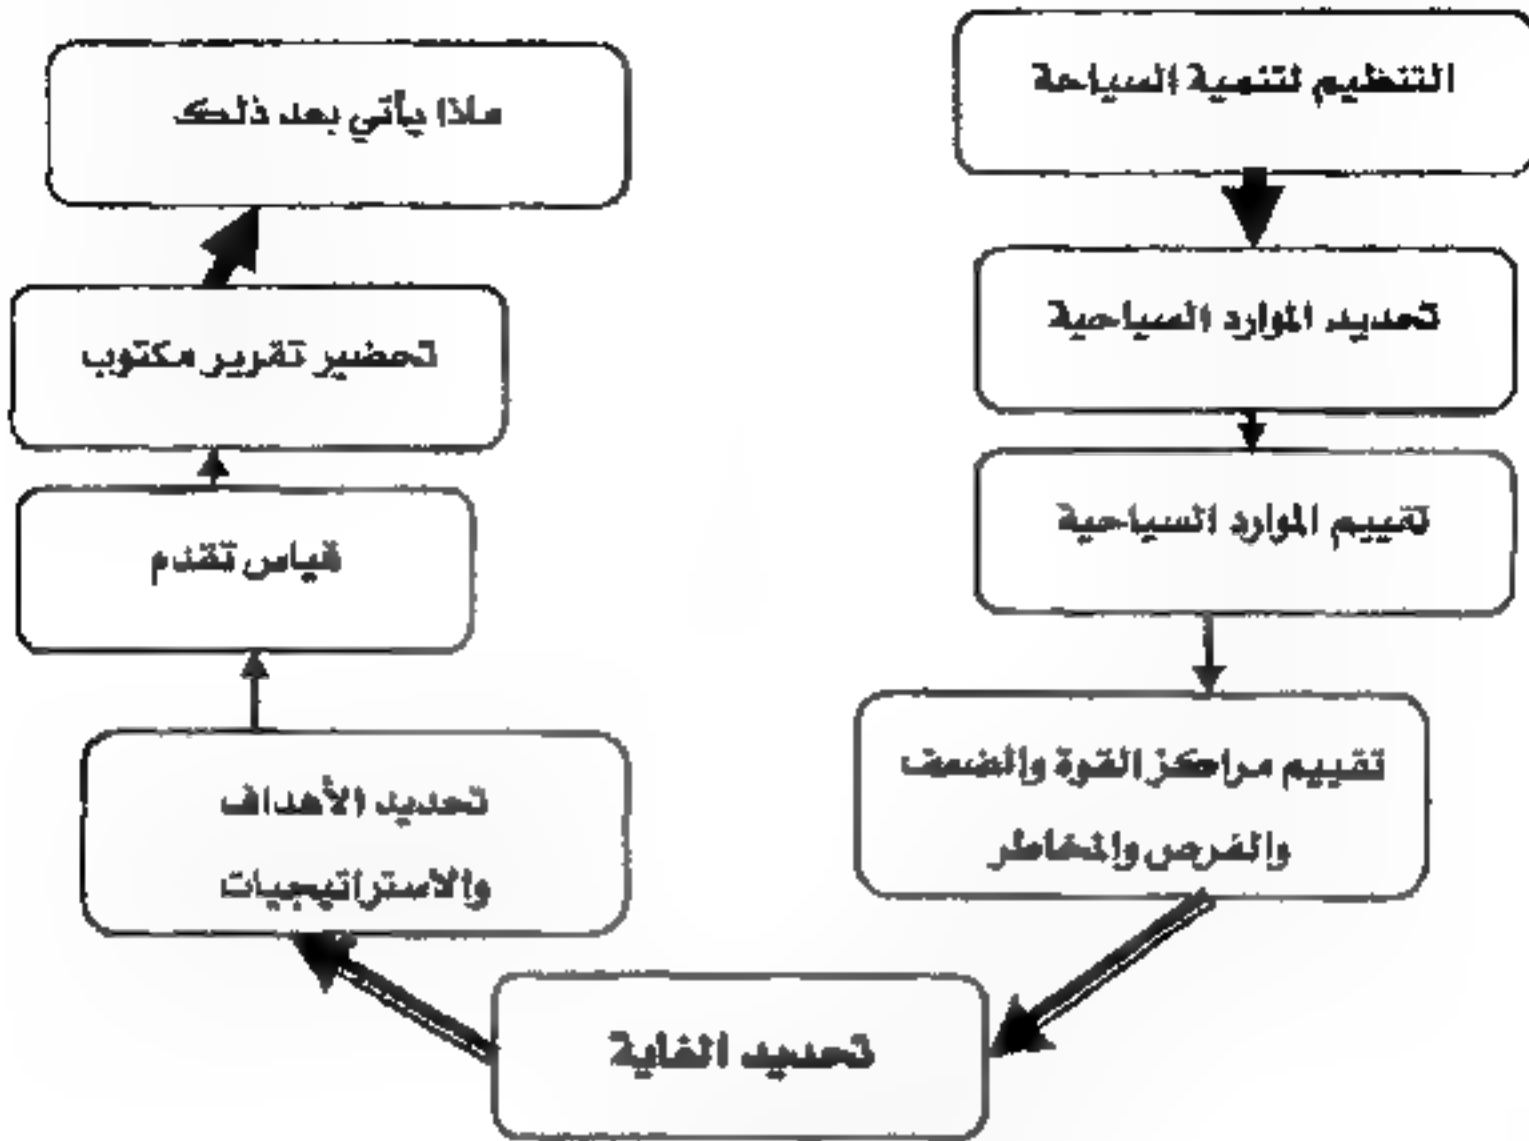 التنظيم لتنمية السياحة
تحديد الموارد السياحية
تقييم الموارد السياحية
تقييم مراكز القوة والضعف
والفرص والمخاطر
تحديد الغاية
تحديد الأهداف
والاستراتيجيات
قياس تقدم
تحضير تقرير مكتوب
ماذا يأتي بعد ذلك